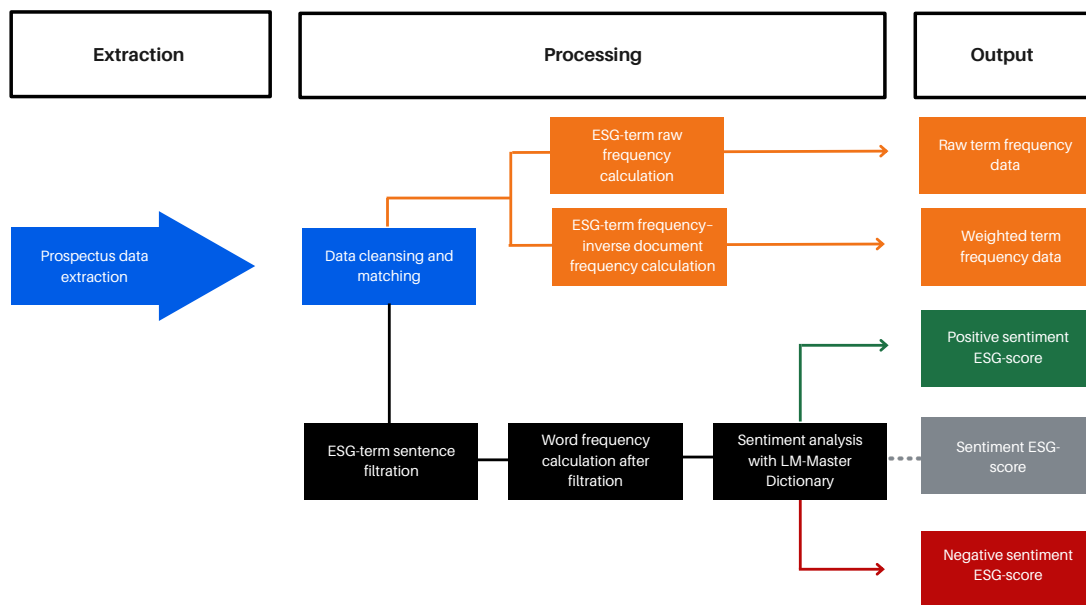 Extraction
Processing
Output
ESG-term raw
frequency
calculation
Raw term frequency
data
Prospectus data
extraction
Data cleansing and
matching
ESG-term frequency–
inverse document
frequency calculation
Weighted term
frequency data
Positive sentiment
ESG-score
ESG-term sentence
filtration
Word frequency
calculation after
filtration
Sentiment analysis
with LM-Master
Dictionary
Sentiment ESG-
score
Negative sentiment
ESG-score